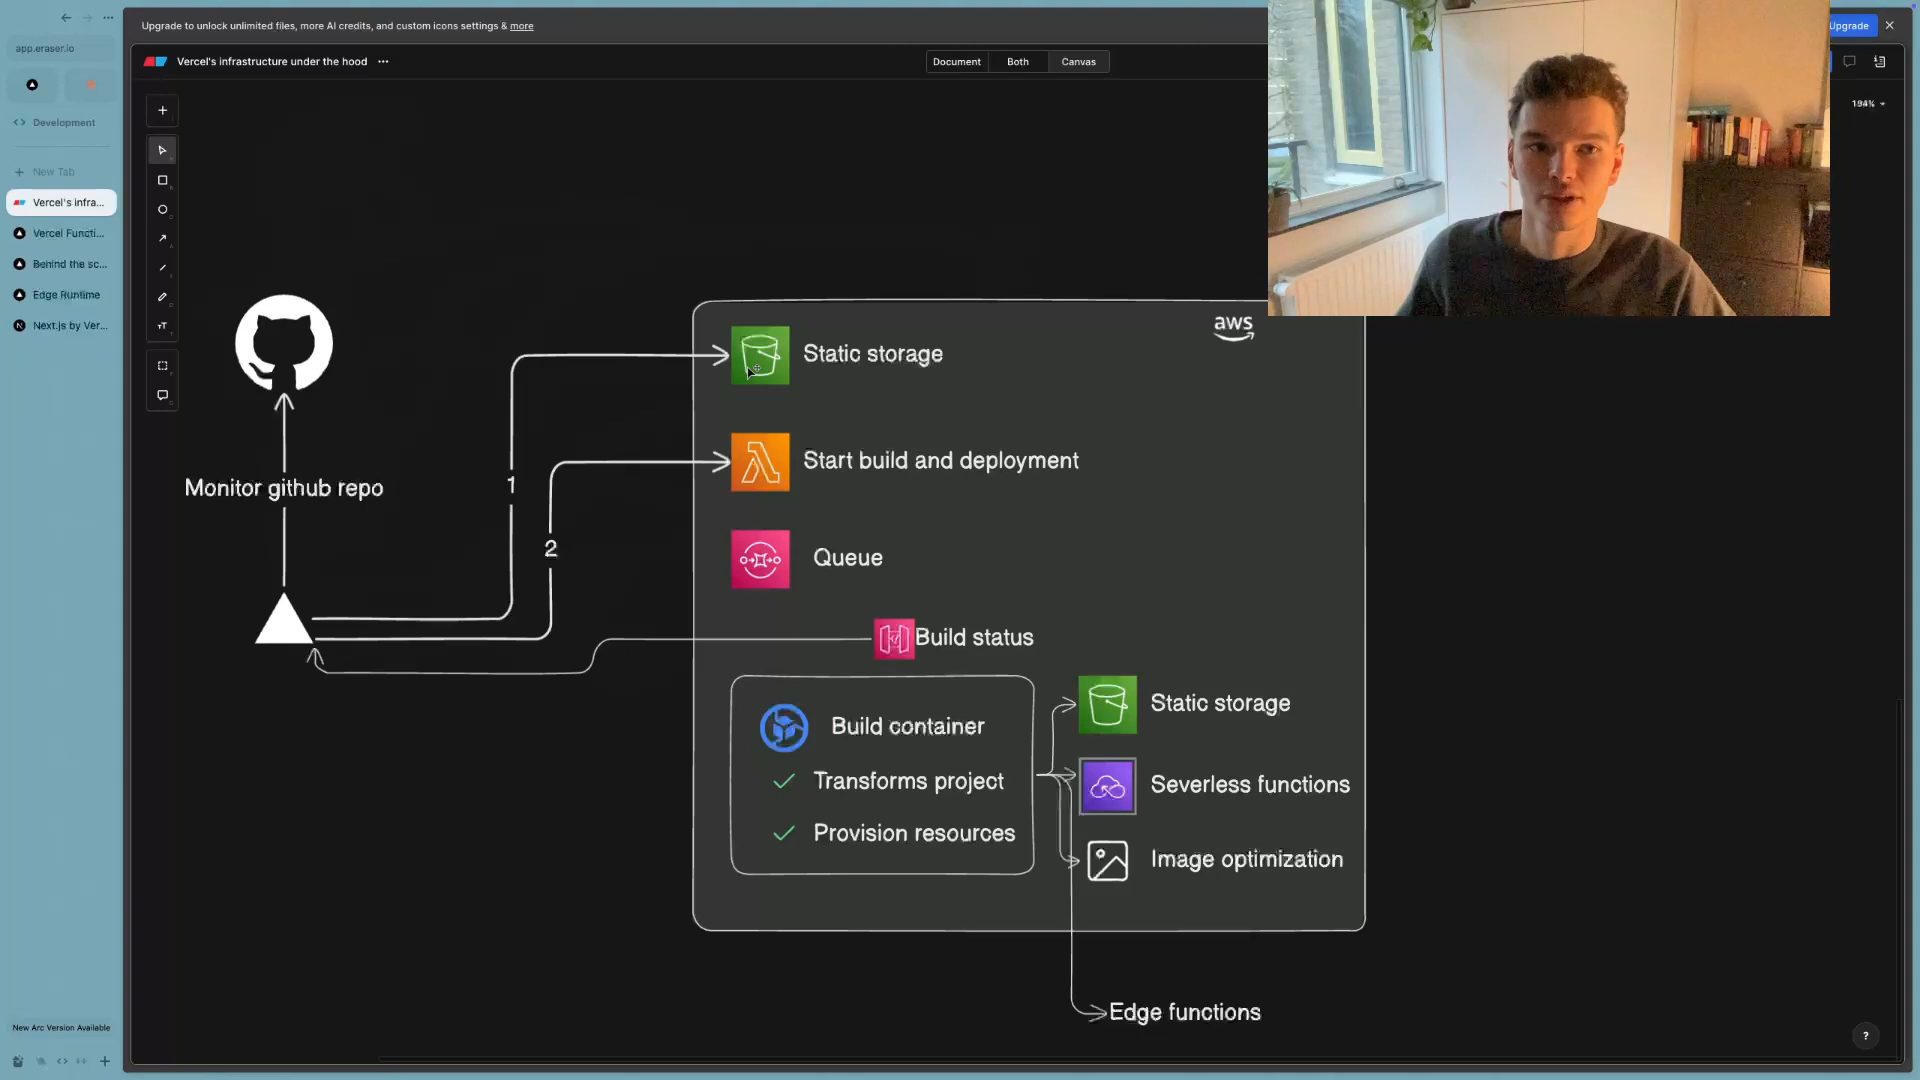 app.eraser.io
Development
New Tab
Vercel's infra...
Vercel Functi...
Behind the sc...
Edge Runtime
Next.js by Ver...
New Arc Version Available
Upgrade to unlock unlimited files, more AI credits, and custom icons settings & more
Upgrade
Vercel's infrastructure under the hood
Document
Both
Canvas
194%
aws
Static storage
Start build and deployment
Monitor github repo
1
2
Queue
Build status
Build container
Transforms project
Provision resources
Static storage
Severless functions
Image optimization
Edge functions
?